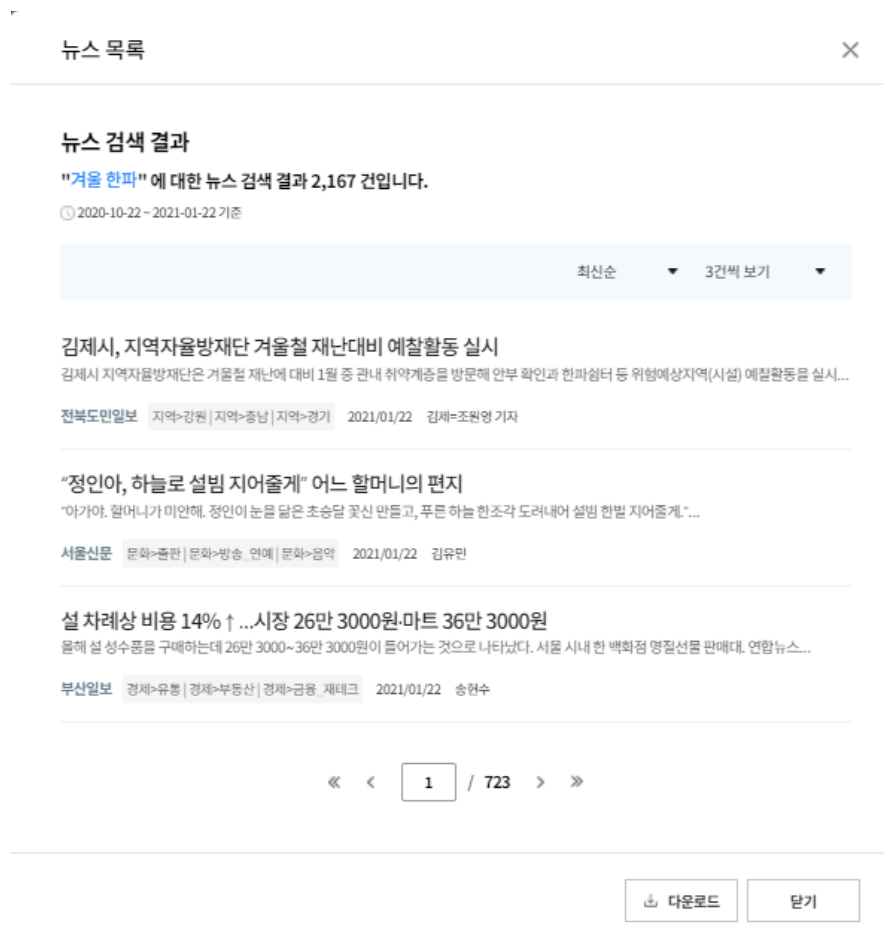 뉴스 목록
뉴스 검색 결과
"겨울 한파" 에 대한 뉴스 검색 결과 2,167 건입니다.
2020-10-22 ~ 2021-01-22 기준
최신순 3건씩 보기
김제시, 지역자율방재단 겨울철 재난대비 예찰활동 실시
김제시 지역자율방재단은 겨울철 재난에 대비 1월 중 관내 취약계층을 방문해 안부 확인과 한파쉼터 등 위험예상지역(시설) 예찰활동을 실시...
전북도민일보 지역>강원 | 지역>충남 | 지역>경기 2021/01/22 김제=조원영 기자
“정인아, 하늘로 설빔 지어줄게” 어느 할머니의 편지
“아가야. 할머니가 미안해. 정인이 눈을 닮은 초승달 꽃신 만들고, 푸른 하늘 한조각 도려내어 설빔 한벌 지어줄게.”...
서울신문 문화>출판 | 문화>방송_연예 | 문화>음악 2021/01/22 김유민
설 차례상 비용 14% ↑ ...시장 26만 3000원·마트 36만 3000원
올해 설 성수품을 구매하는데 26만 3000~36만 3000원이 들어가는 것으로 나타났다. 서울 시내 한 백화점 명절선물 판매대. 연합뉴스...
부산일보 경제>유통 | 경제>부동산 | 경제>금융_재테크 2021/01/22 송현수
1 / 723
다운로드 닫기